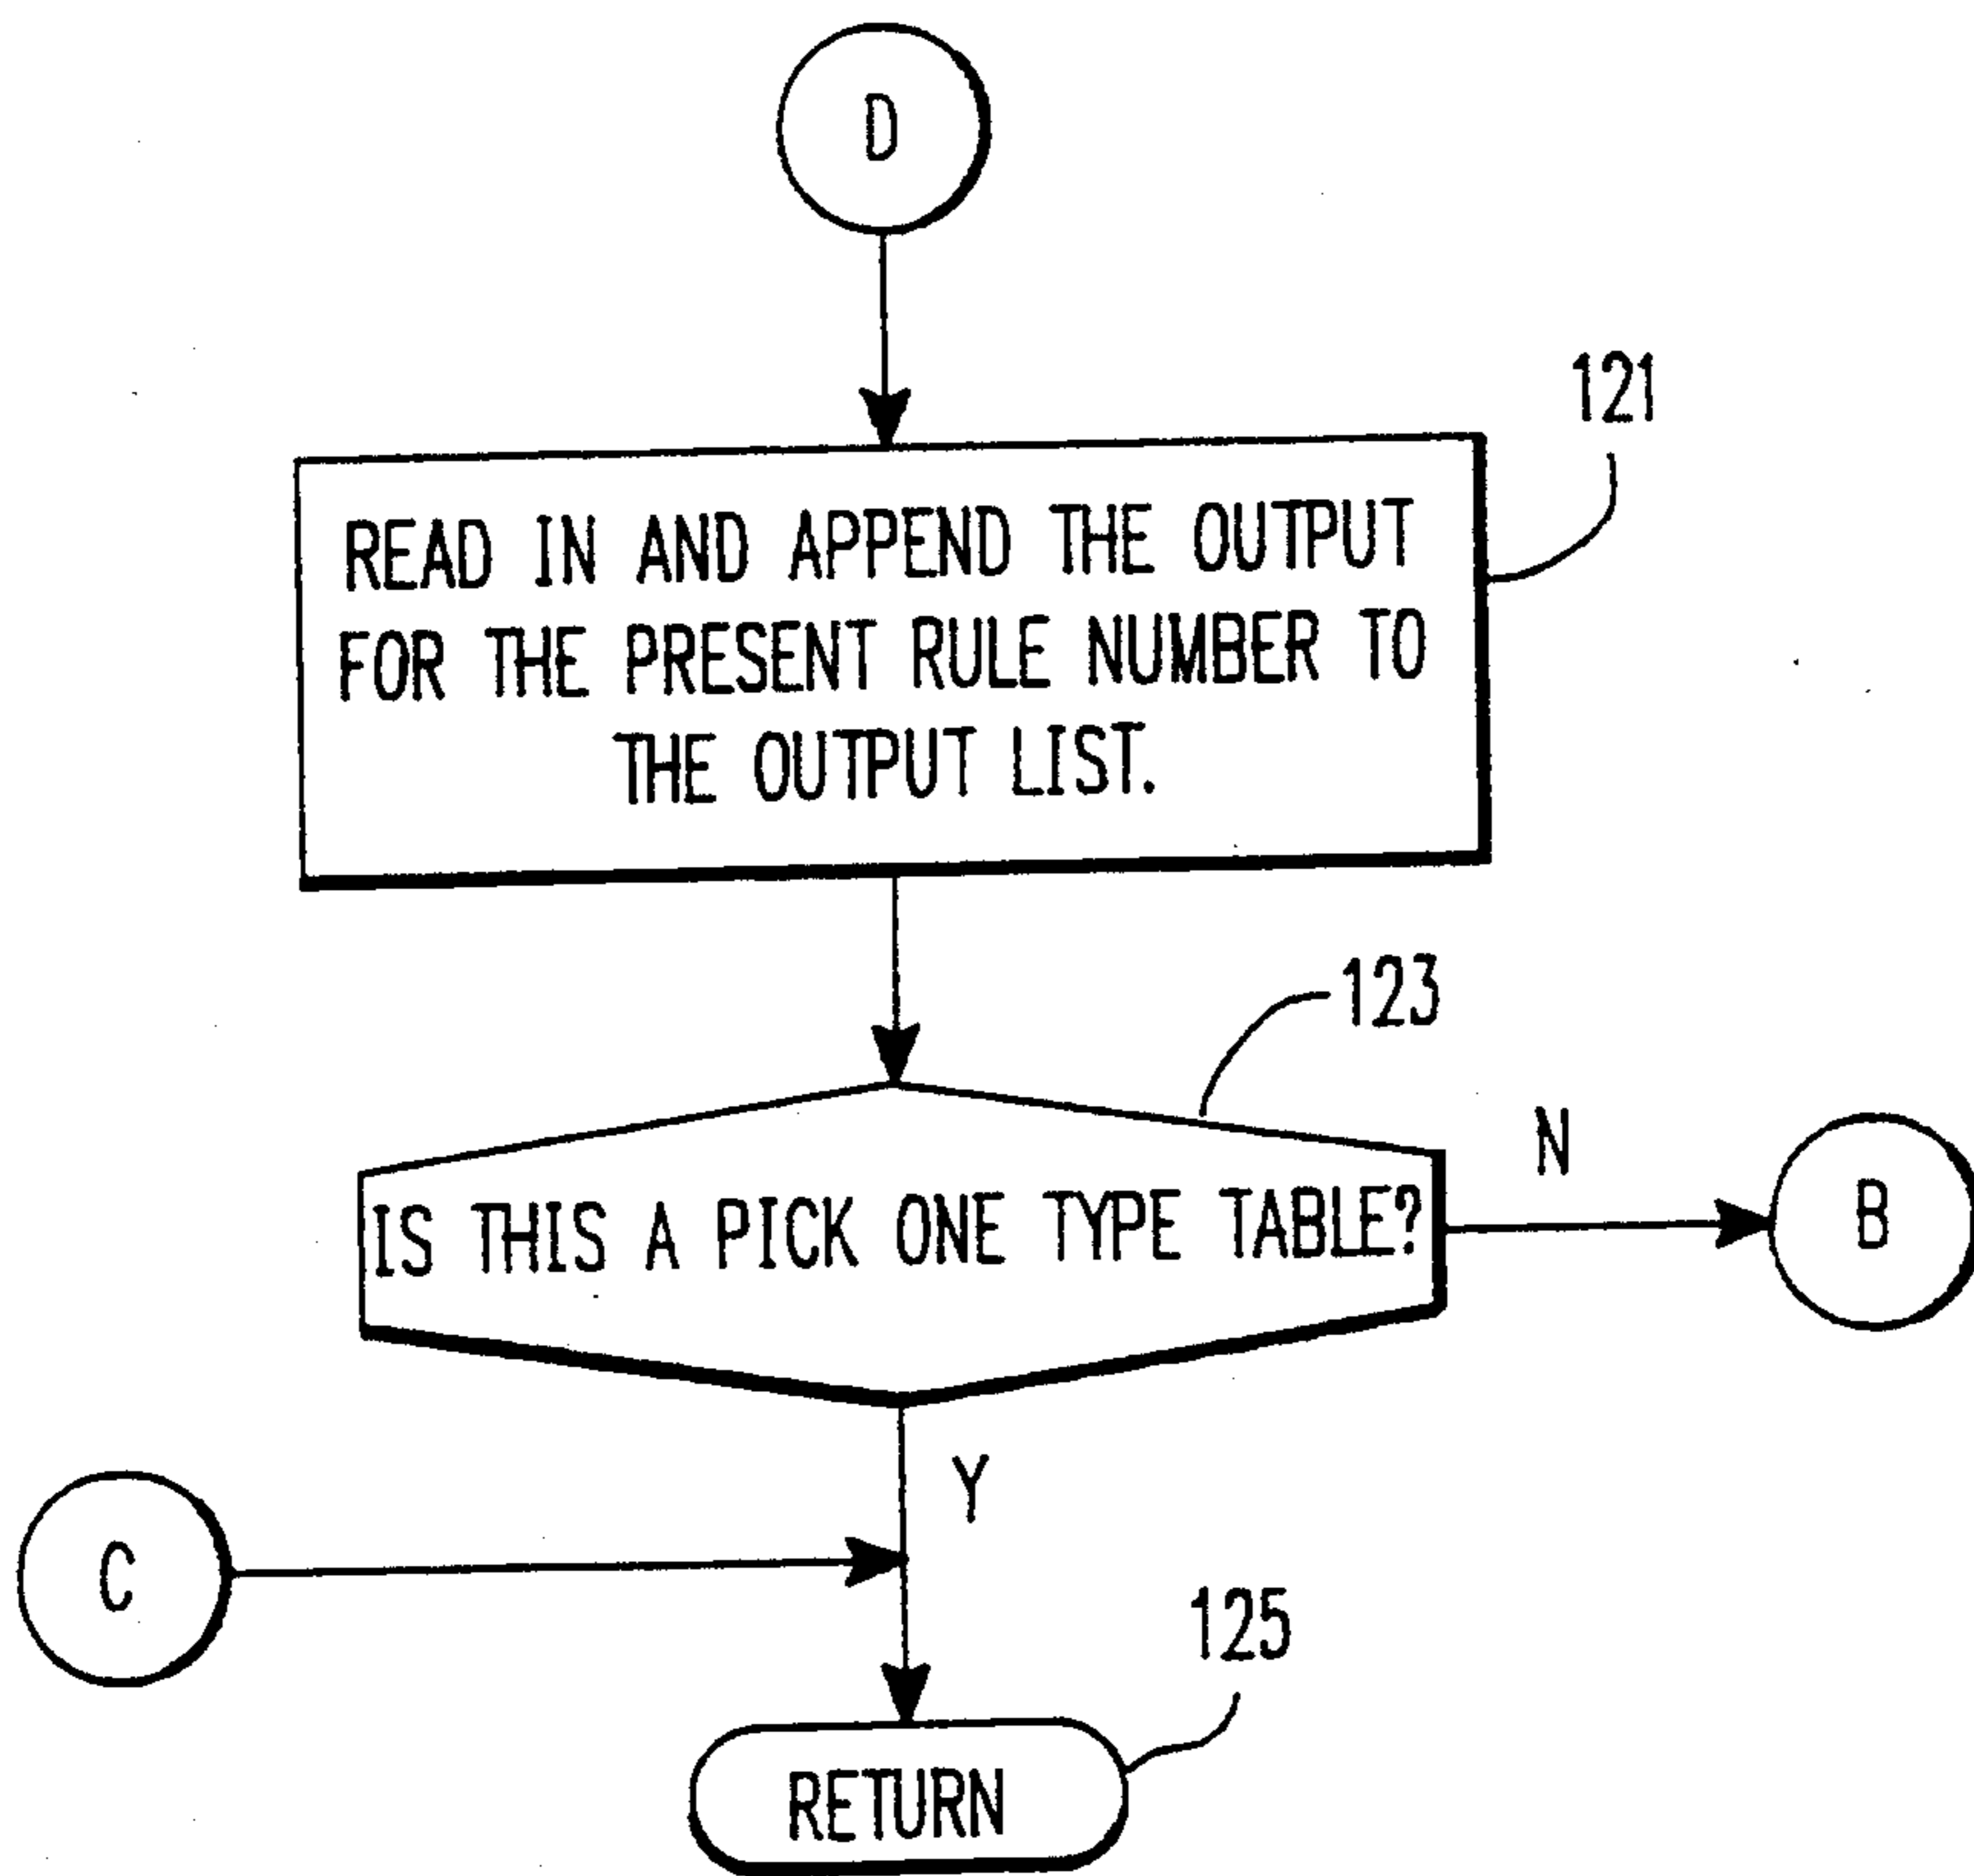 D
121
READ IN AND APPEND THE OUTPUT
FOR THE PRESENT RULE NUMBER TO
THE OUTPUT LIST.
123
N
IS THIS A PICK ONE TYPE TABLE?
B
Y
C
125
RETURN